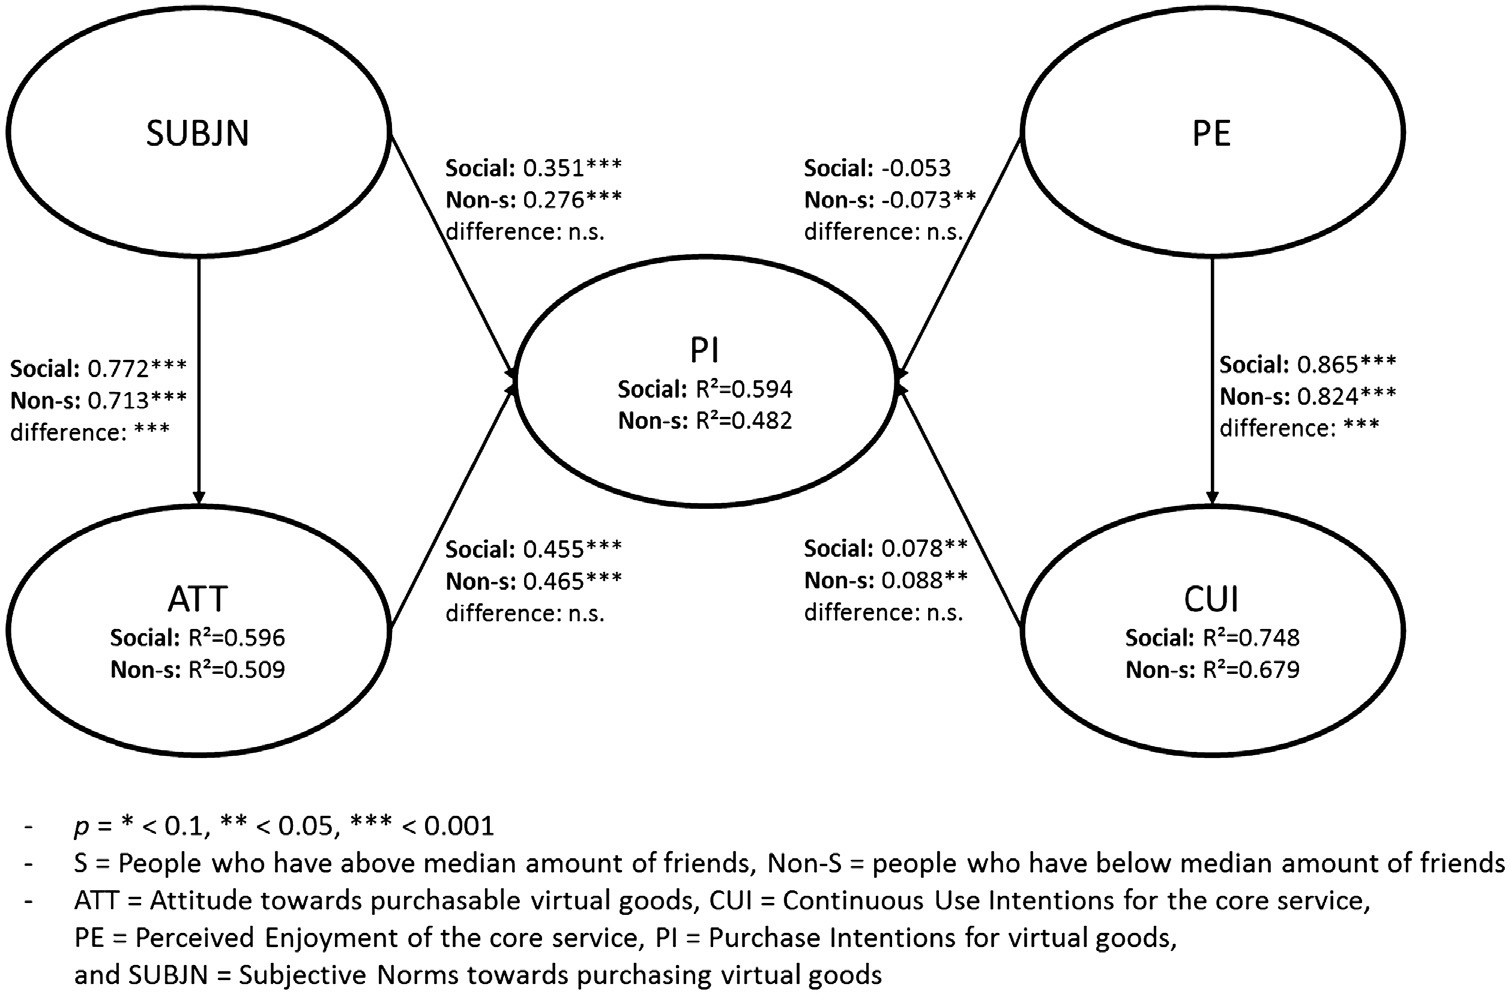 SUBJN
PE
Social: 0.351***
Non-s: 0.276***
difference: n.s.
Social: -0.053
Non-s: -0.073**
difference: n.s.
PI
Social: R²=0.594
Non-s: R²=0.482
Social: 0.772***
Non-s: 0.713***
difference: ***
Social: 0.865***
Non-s: 0.824***
difference: ***
Social: 0.455***
Non-s: 0.465***
difference: n.s.
Social: 0.078**
Non-s: 0.088**
difference: n.s.
ATT
Social: R²=0.596
Non-s: R²=0.509
CUI
Social: R²=0.748
Non-s: R²=0.679
- p = * < 0.1, ** < 0.05, *** < 0.001
- S = People who have above median amount of friends, Non-S = people who have below median amount of friends
- ATT = Attitude towards purchasable virtual goods, CUI = Continuous Use Intentions for the core service,
PE = Perceived Enjoyment of the core service, PI = Purchase Intentions for virtual goods,
and SUBJN = Subjective Norms towards purchasing virtual goods